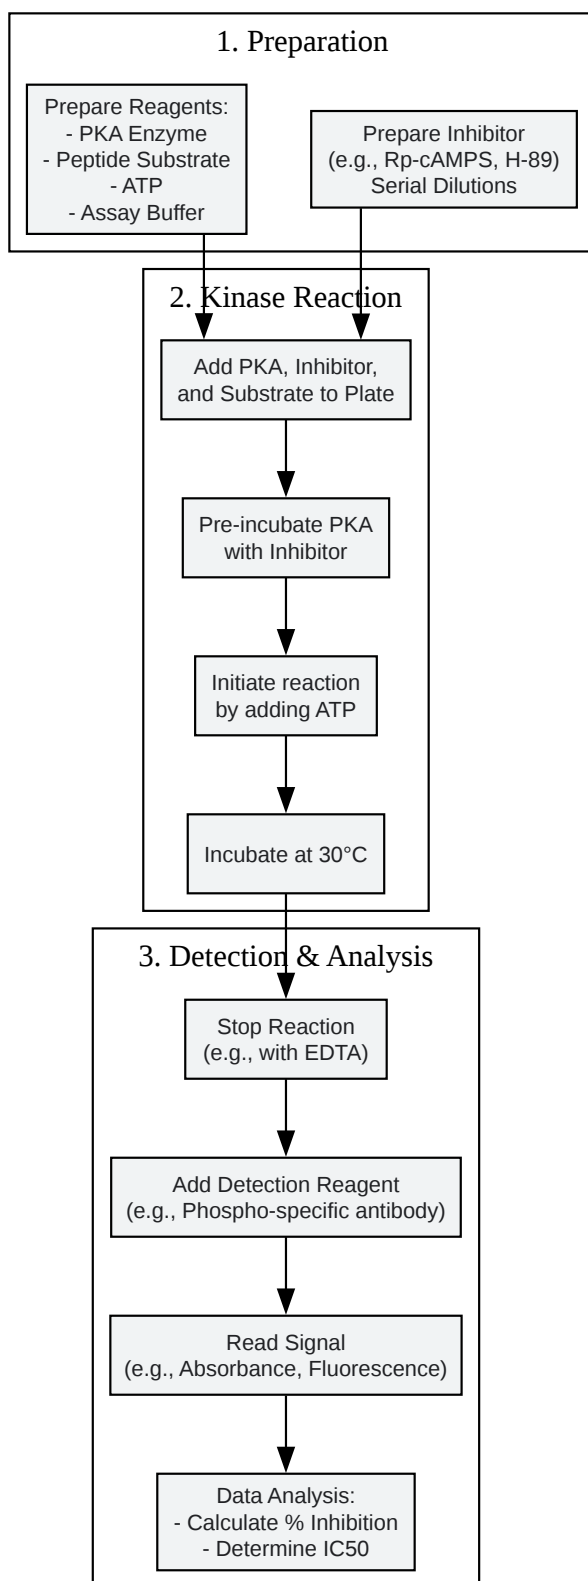 1. Preparation
Prepare Reagents:
- PKA Enzyme
- Peptide Substrate
- ATP
- Assay Buffer
Prepare Inhibitor
(e.g., Rp-cAMPS, H-89)
Serial Dilutions
2. Kinase Reaction
Add PKA, Inhibitor,
and Substrate to Plate
Pre-incubate PKA
with Inhibitor
Initiate reaction
by adding ATP
Incubate at 30°C
3. Detection & Analysis
Stop Reaction
(e.g., with EDTA)
Add Detection Reagent
(e.g., Phospho-specific antibody)
Read Signal
(e.g., Absorbance, Fluorescence)
Data Analysis:
- Calculate % Inhibition
- Determine IC50